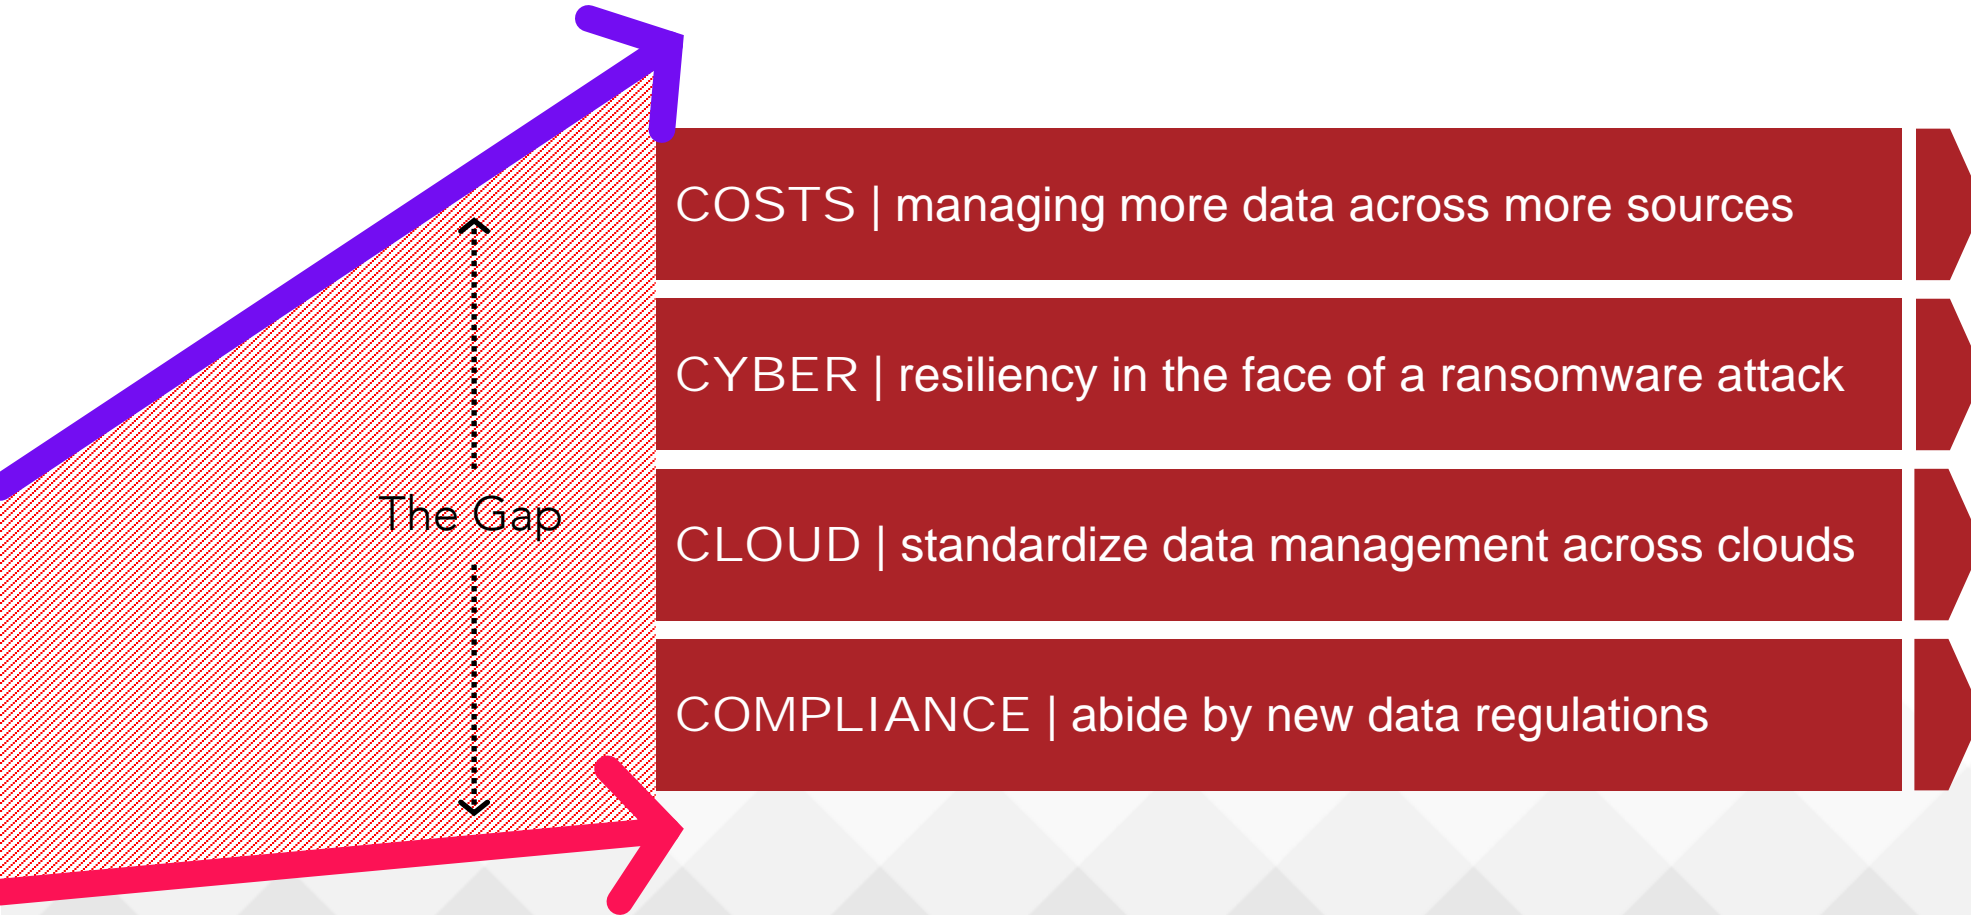 COSTS | managing more data across more sources
CYBER | resiliency in the face of a ransomware attack
The Gap
CLOUD | standardize data management across clouds
COMPLIANCE | abide by new data regulations